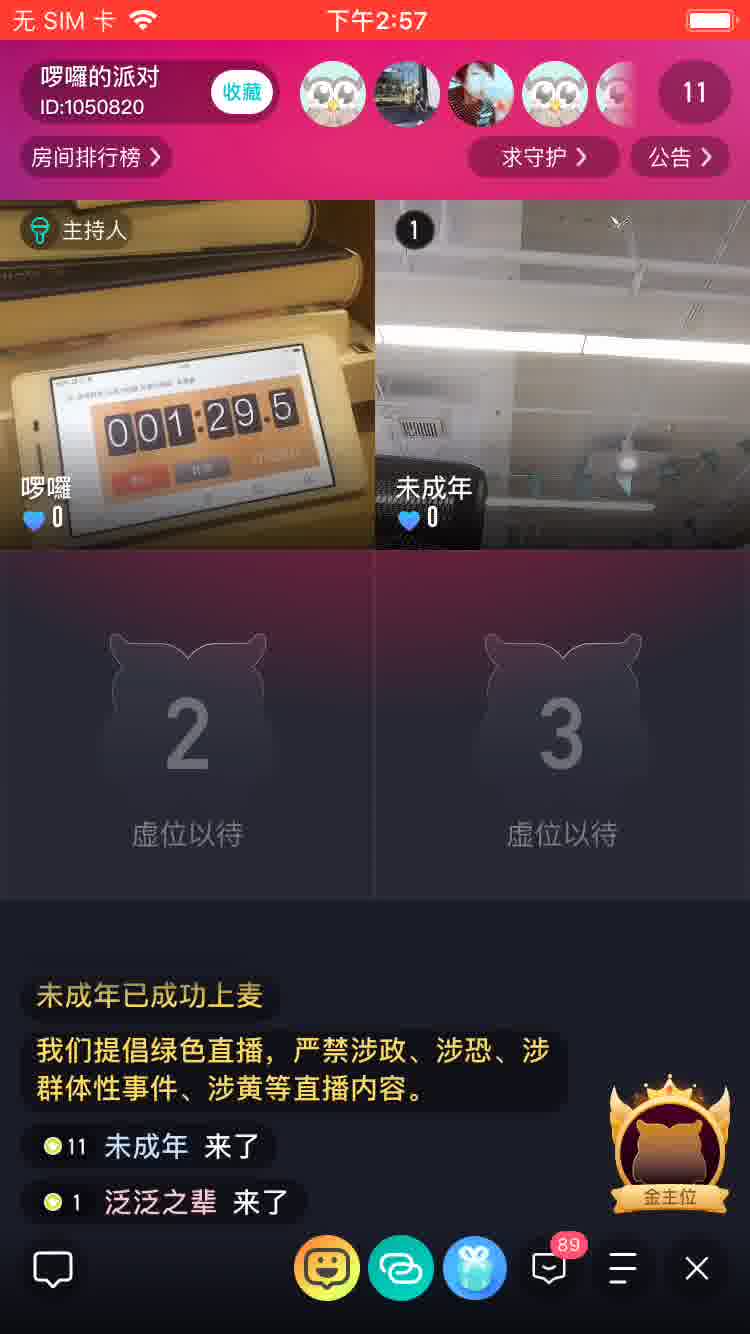 无 SIM 卡
下午2:57
啰囉的派对
ID:1050820
收藏
11
房间排行榜
求守护
公告
主持人
1
001:29.5
啰囉
0
未成年
0
2
虚位以待
3
虚位以待
未成年已成功上麦
我们提倡绿色直播，严禁涉政、涉恐、涉
群体性事件、涉黄等直播内容。
11 未成年 来了
1 泛泛之辈 来了
金主位
89